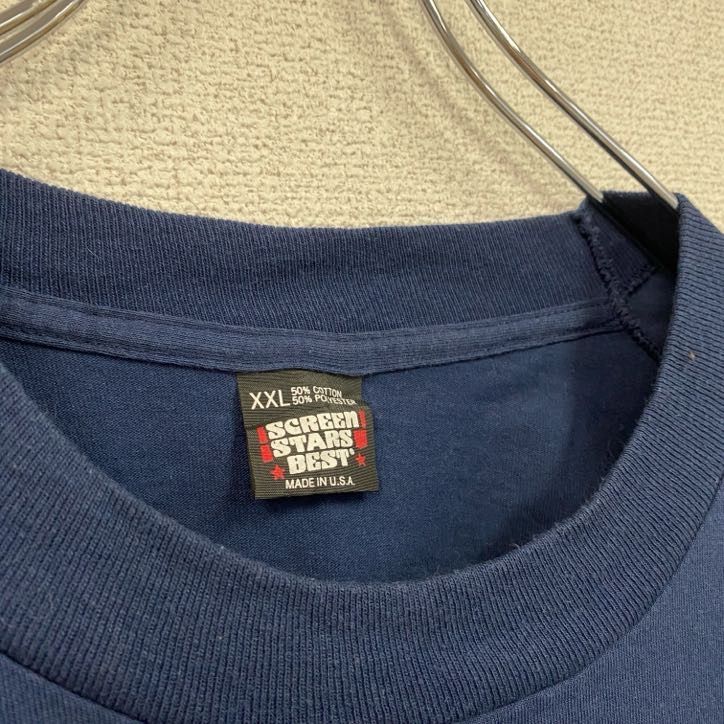 XXL 50% COTTON
50% POLYESTER
SCREEN
STARS
BEST
MADE IN U.S.A.